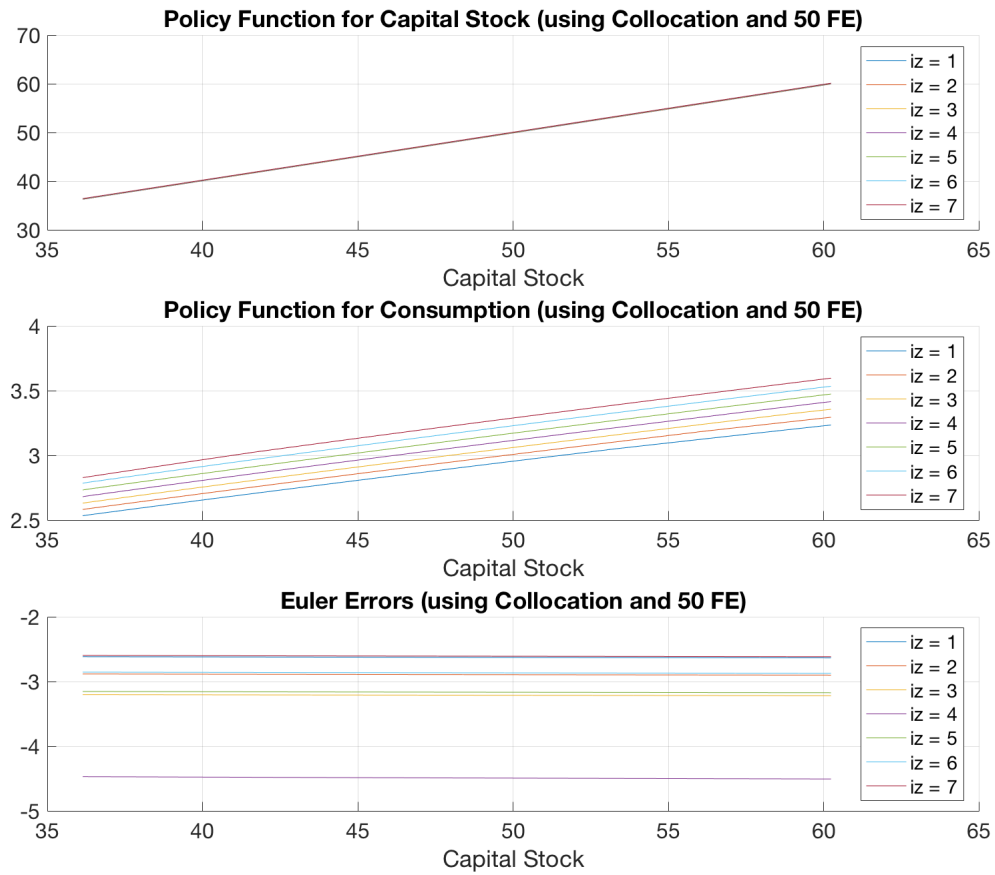 Policy Function for Capital Stock (using Collocation and 50 FE)
70
60
50
40
30
35 40 45 50 55 60 65
Capital Stock
iz = 1
iz = 2
iz = 3
iz = 4
iz = 5
iz = 6
iz = 7
Policy Function for Consumption (using Collocation and 50 FE)
4
3.5
3
2.5
35 40 45 50 55 60 65
Capital Stock
iz = 1
iz = 2
iz = 3
iz = 4
iz = 5
iz = 6
iz = 7
Euler Errors (using Collocation and 50 FE)
-2
-3
-4
-5
35 40 45 50 55 60 65
Capital Stock
iz = 1
iz = 2
iz = 3
iz = 4
iz = 5
iz = 6
iz = 7